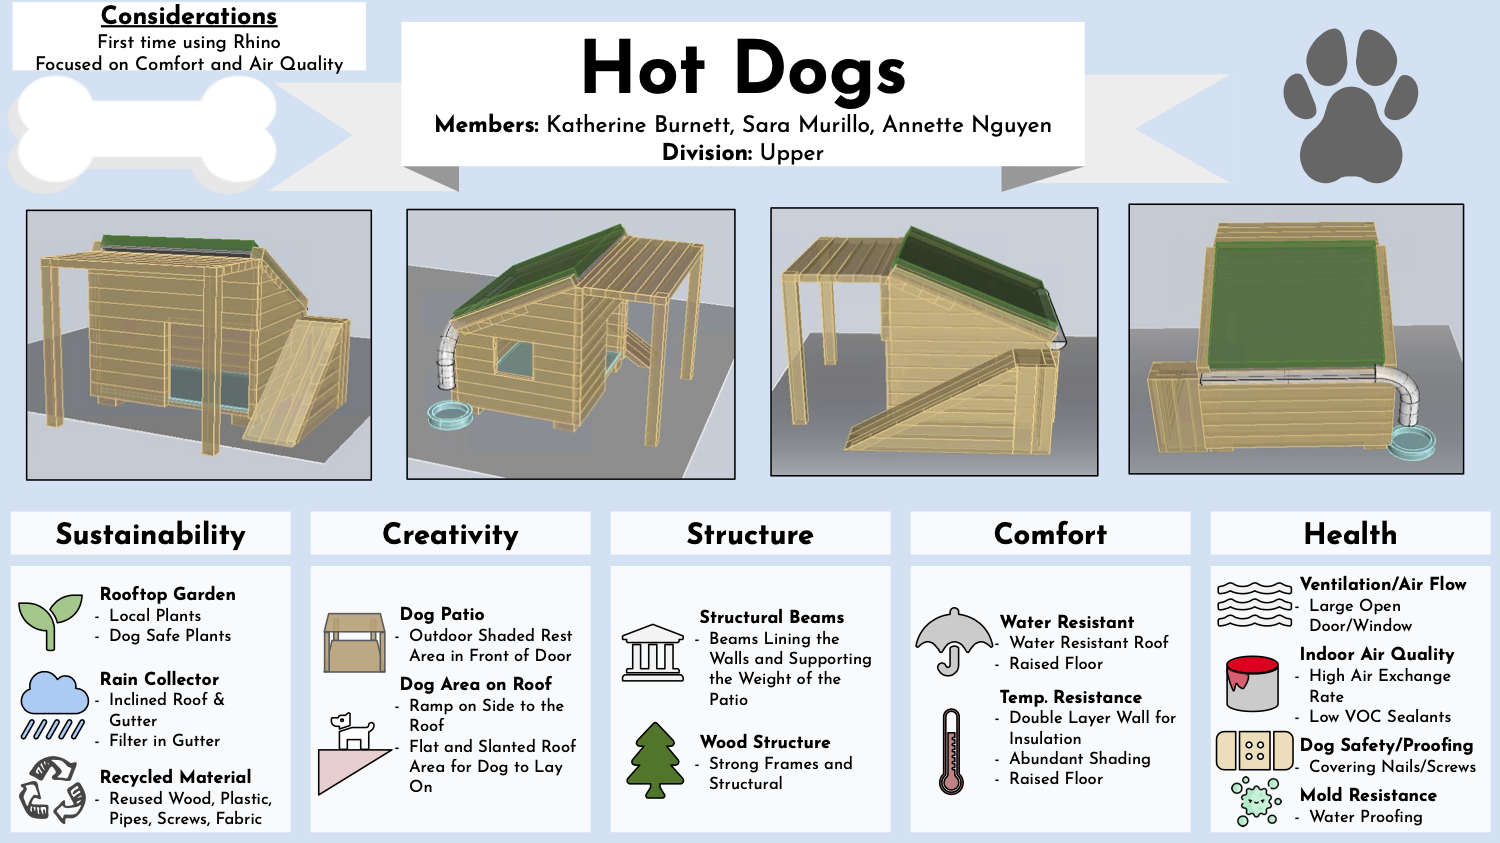 Considerations
First time using Rhino
Focused on Comfort and Air Quality
Hot Dogs
Members: Katherine Burnett, Sara Murillo, Annette Nguyen
Division: Upper
Sustainability
Rooftop Garden
- Local Plants
- Dog Safe Plants
Rain Collector
- Inclined Roof &
Gutter
- Filter in Gutter
Recycled Material
- Reused Wood, Plastic,
Pipes, Screws, Fabric
Creativity
Dog Patio
- Outdoor Shaded Rest
Area in Front of Door
Dog Area on Roof
- Ramp on Side to the
Roof
- Flat and Slanted Roof
Area for Dog to Lay
On
Structure
Structural Beams
- Beams Lining the
Walls and Supporting
the Weight of the
Patio
Wood Structure
- Strong Frames and
Structural
Comfort
Water Resistant
- Water Resistant Roof
- Raised Floor
Temp. Resistance
- Double Layer Wall for
Insulation
- Abundant Shading
- Raised Floor
Health
Ventilation/Air Flow
- Large Open
Door/Window
Indoor Air Quality
- High Air Exchange
Rate
- Low VOC Sealants
Dog Safety/Proofing
- Covering Nails/Screws
Mold Resistance
- Water Proofing